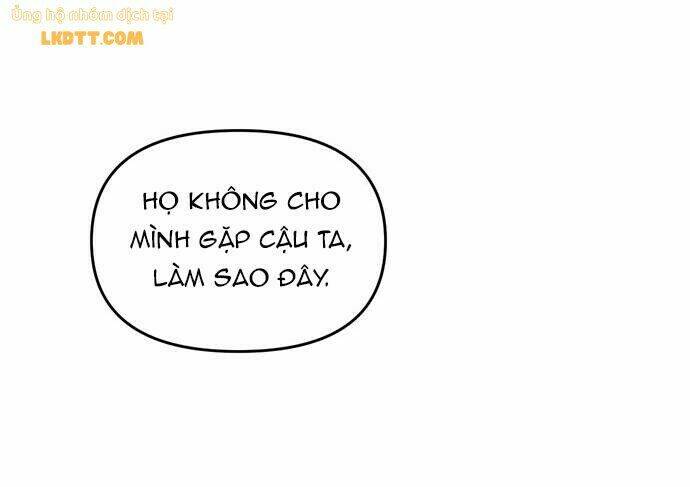 Ủng hộ nhóm dịch tại
LKDTT.COM
HỌ KHÔNG CHO
MÌNH GẶP CẬU TA,
LÀM SAO ĐÂY.